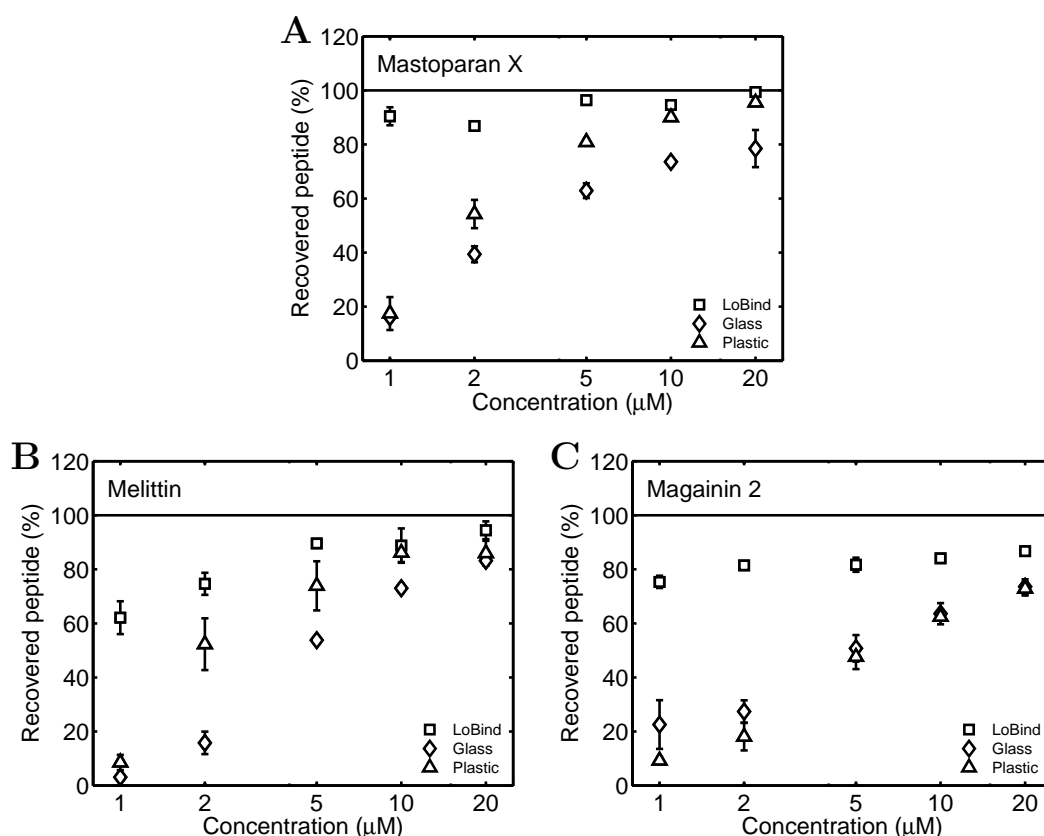 A
Mastoparan X
Recovered peptide (%)
120
100
80
60
40
20
0
LoBind
Glass
Plastic
1 2 5 10 20
Concentration (μM)
B
Melittin
Recovered peptide (%)
120
100
80
60
40
20
0
LoBind
Glass
Plastic
1 2 5 10 20
Concentration (μM)
C
Magainin 2
Recovered peptide (%)
120
100
80
60
40
20
0
LoBind
Glass
Plastic
1 2 5 10 20
Concentration (μM)